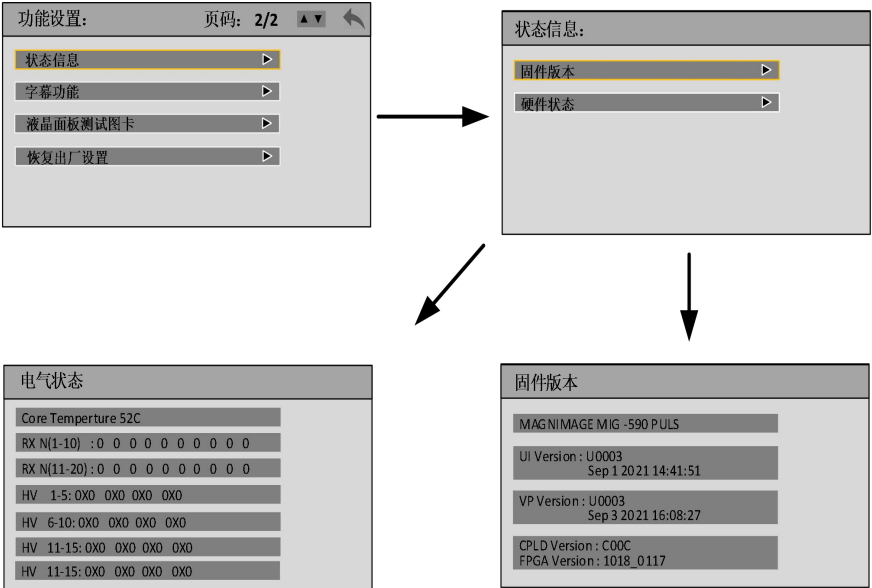 功能设置: 页码: 2/2 ▲▼
状态信息
字幕功能
液晶面板测试图卡
恢复出厂设置
状态信息:
固件版本
硬件状态
电气状态
Core Temperture 52C
RX N(1-10) : 0 0 0 0 0 0 0 0 0 0
RX N(11-20) : 0 0 0 0 0 0 0 0 0 0
HV 1-5: 0X0 0X0 0X0 0X0
HV 6-10: 0X0 0X0 0X0 0X0
HV 11-15: 0X0 0X0 0X0 0X0
HV 11-15: 0X0 0X0 0X0 0X0
固件版本
MAGNIMAGE MIG -590 PULS
UI Version : U0003
Sep 1 2021 14:41:51
VP Version : U0003
Sep 3 2021 16:08:27
CPLD Version : C00C
FPGA Version : 1018_0117